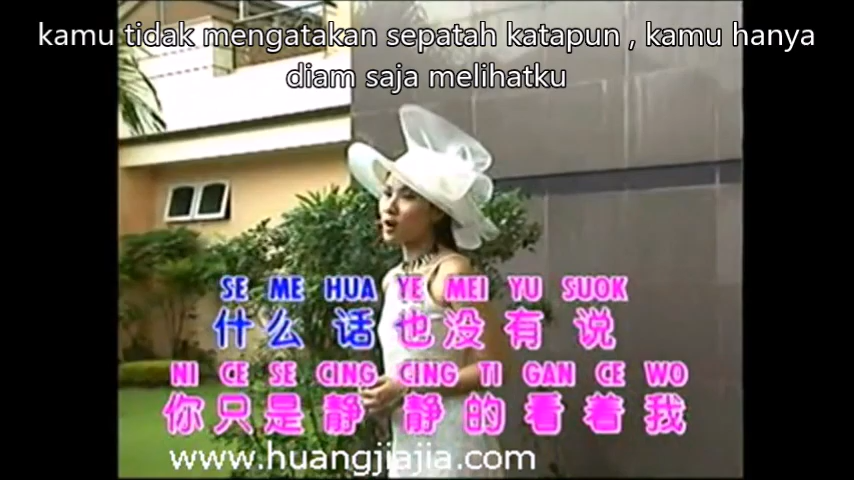 kamu tidak mengatakan sepatah katapun , kamu hanya
diam saja melihatku
SE ME HUA YE MEI YU SUOK
什么 话 也没有 说
NI CE SE CING CING TI GAN CE WO
你只是静 静的看着我
www.huangjiajia.com